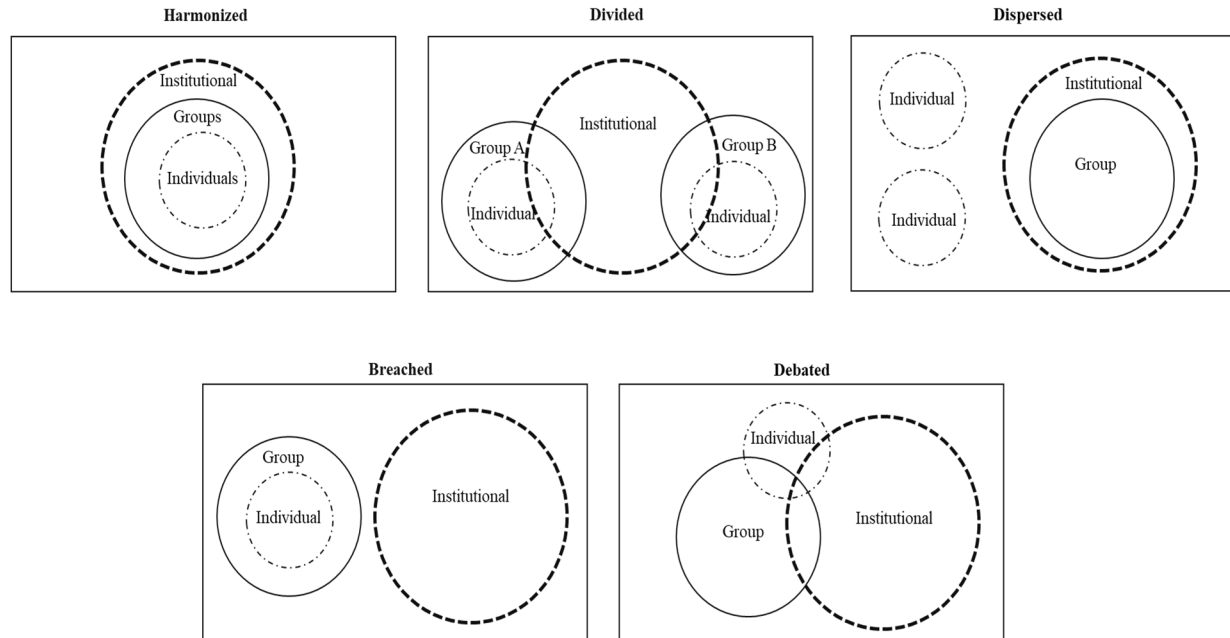 Harmonized
Divided
Dispersed
Institutional
Groups
Individuals
Institutional
Group A
Group B
Individual
Individual
Individual
Individual
Institutional
Group
Breached
Debated
Group
Individual
Institutional
Individual
Group
Institutional